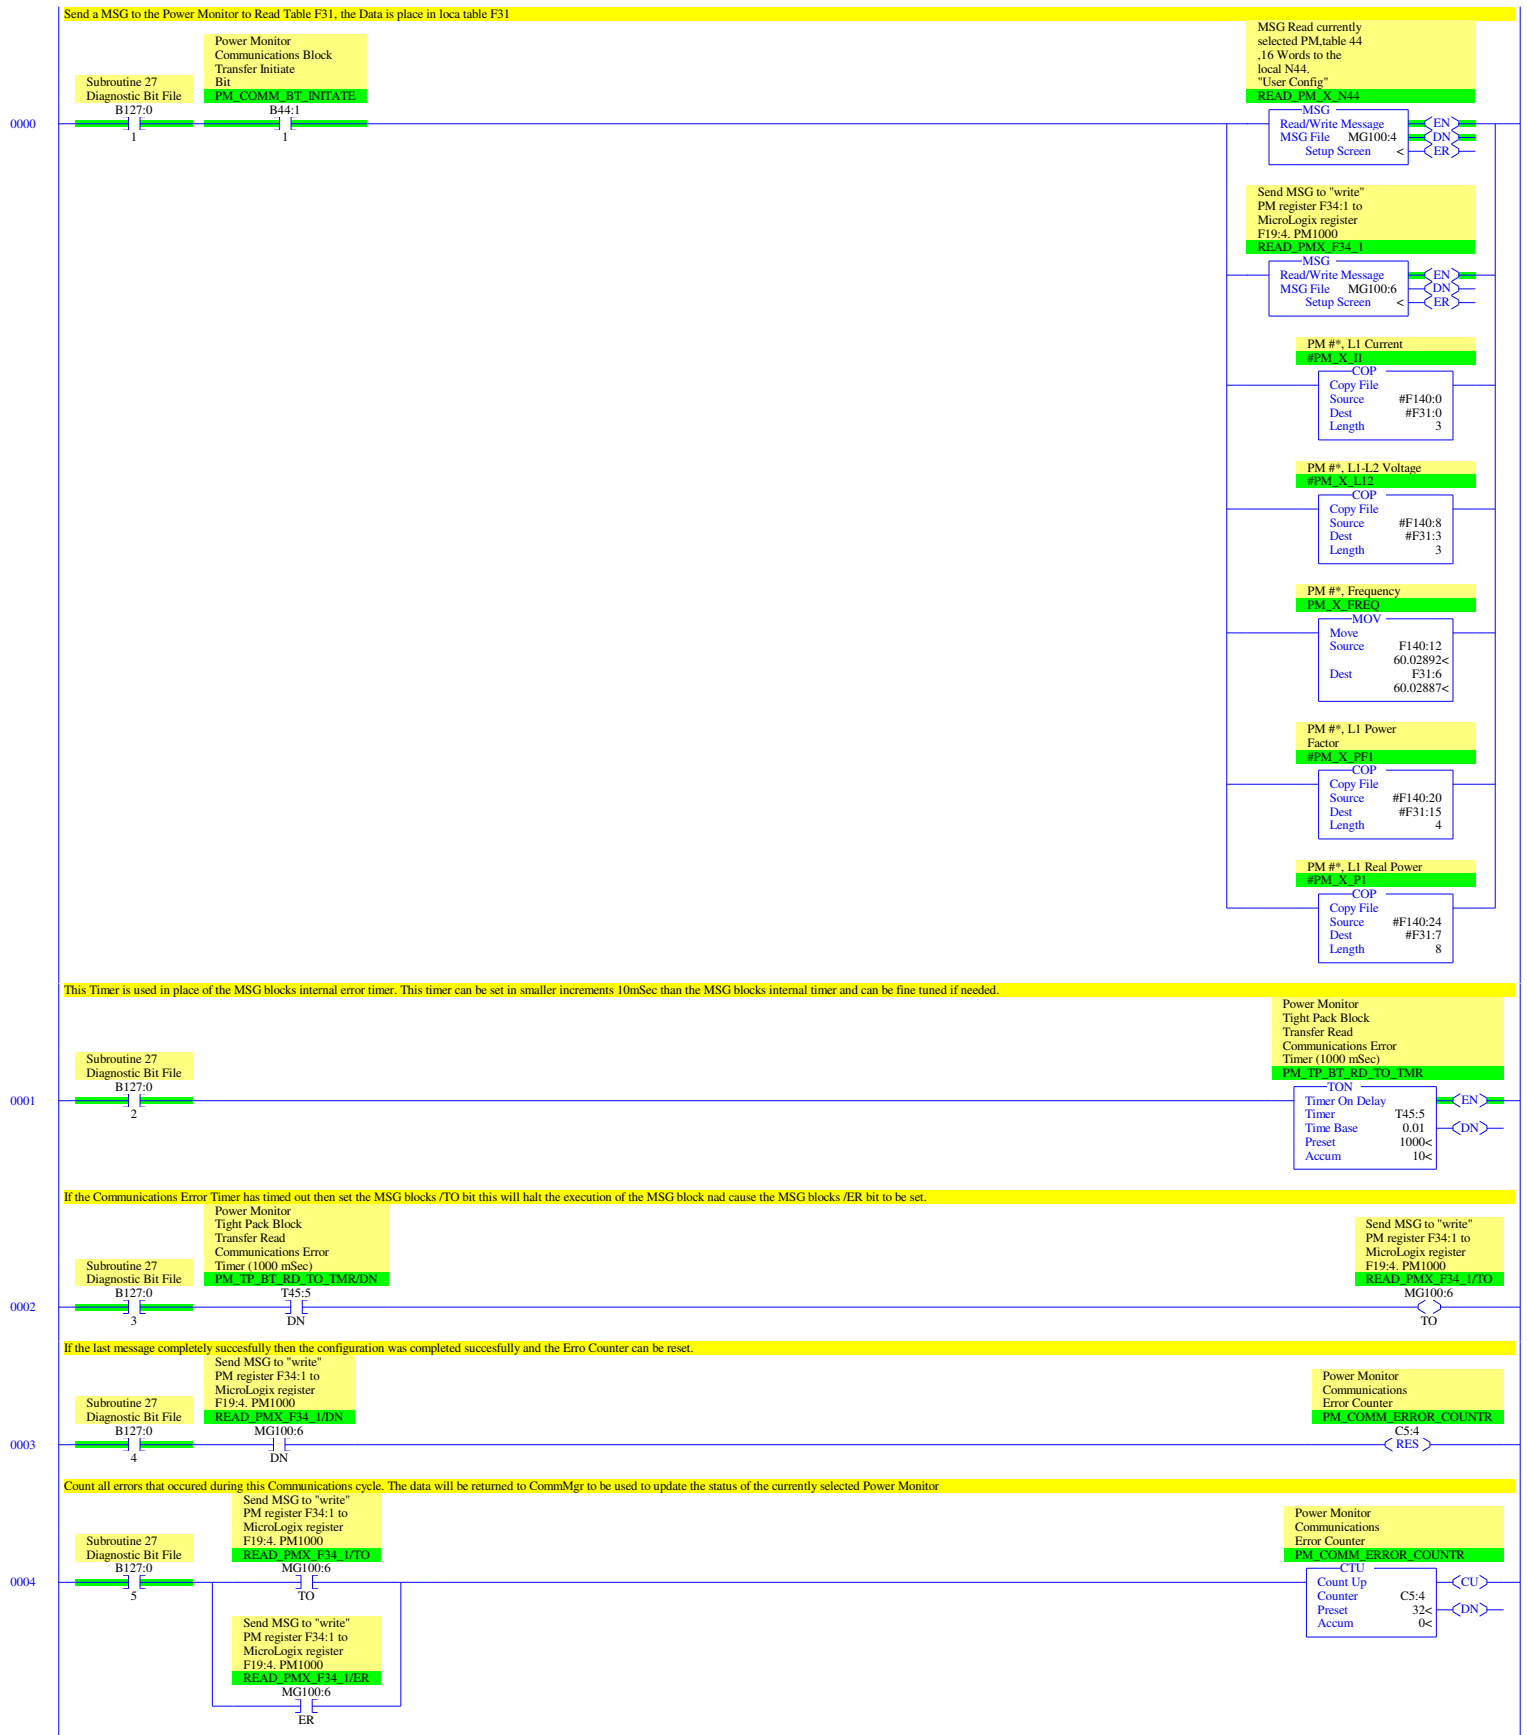 Send a MSG to the Power Monitor to Read Table F31, the Data is place in loca table F31
Subroutine 27
Diagnostic Bit File
B127:0
1
Power Monitor
Communications Block
Transfer Initiate
Bit
PM_COMM_BT_INITATE
B44:1
1
0000
MSG Read currently
selected PM,table 44
,16 Words to the
local N44.
"User Config"
READ_PM_X_N44
MSG
Read/Write Message
MSG File MG100:4
Setup Screen <
EN
DN
ER
Send MSG to "write"
PM register F34:1 to
MicroLogix register
F19:4. PM1000
READ_PMX_F34_1
MSG
Read/Write Message
MSG File MG100:6
Setup Screen <
EN
DN
ER
PM #*, L1 Current
#PM_X_I1
COP
Copy File
Source #F140:0
Dest #F31:0
Length 3
PM #*, L1-L2 Voltage
#PM_X_L12
COP
Copy File
Source #F140:8
Dest #F31:3
Length 3
PM #*, Frequency
PM_X_FREQ
MOV
Move
Source F140:12
60.02892<
Dest F31:6
60.02887<
PM #*, L1 Power
Factor
#PM_X_PF1
COP
Copy File
Source #F140:20
Dest #F31:15
Length 4
PM #*, L1 Real Power
#PM_X_P1
COP
Copy File
Source #F140:24
Dest #F31:7
Length 8
This Timer is used in place of the MSG blocks internal error timer. This timer can be set in smaller increments 10mSec than the MSG blocks internal timer and can be fine tuned if needed.
Subroutine 27
Diagnostic Bit File
B127:0
2
0001
Power Monitor
Tight Pack Block
Transfer Read
Communications Error
Timer (1000 mSec)
PM_TP_BT_RD_TO_TMR
TON
Timer On Delay
Timer T45:5
Time Base 0.01
Preset 1000<
Accum 10<
EN
DN
If the Communications Error Timer has timed out then set the MSG blocks /TO bit this will halt the execution of the MSG block nad cause the MSG blocks /ER bit to be set.
Subroutine 27
Diagnostic Bit File
B127:0
3
Power Monitor
Tight Pack Block
Transfer Read
Communications Error
Timer (1000 mSec)
PM_TP_BT_RD_TO_TMR/DN
T45:5
DN
0002
Send MSG to "write"
PM register F34:1 to
MicroLogix register
F19:4. PM1000
READ_PMX_F34_1/TO
MG100:6
TO
If the last message completely succesfully then the configuration was completed succesfully and the Erro Counter can be reset.
Subroutine 27
Diagnostic Bit File
B127:0
4
Send MSG to "write"
PM register F34:1 to
MicroLogix register
F19:4. PM1000
READ_PMX_F34_1/DN
MG100:6
DN
0003
Power Monitor
Communications
Error Counter
PM_COMM_ERROR_COUNTR
C5:4
RES
Count all errors that occured during this Communications cycle. The data will be returned to CommMgr to be used to update the status of the currently selected Power Monitor
Subroutine 27
Diagnostic Bit File
B127:0
5
Send MSG to "write"
PM register F34:1 to
MicroLogix register
F19:4. PM1000
READ_PMX_F34_1/TO
MG100:6
TO
0004
Send MSG to "write"
PM register F34:1 to
MicroLogix register
F19:4. PM1000
READ_PMX_F34_1/ER
MG100:6
ER
Power Monitor
Communications
Error Counter
PM_COMM_ERROR_COUNTR
CTU
Count Up
Counter C5:4
Preset 32<
Accum 0<
CU
DN